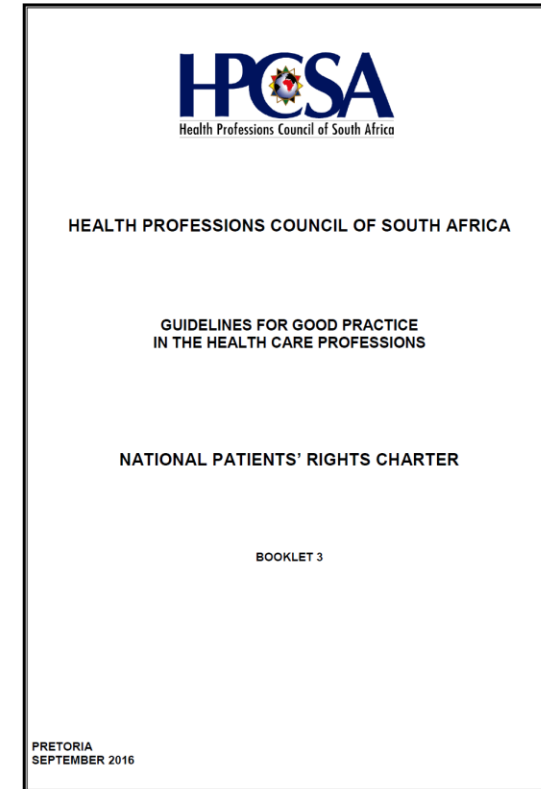 HPCSA
Health Professions Council of South Africa
HEALTH PROFESSIONS COUNCIL OF SOUTH AFRICA
GUIDELINES FOR GOOD PRACTICE
IN THE HEALTH CARE PROFESSIONS
NATIONAL PATIENTS’ RIGHTS CHARTER
BOOKLET 3
PRETORIA
SEPTEMBER 2016